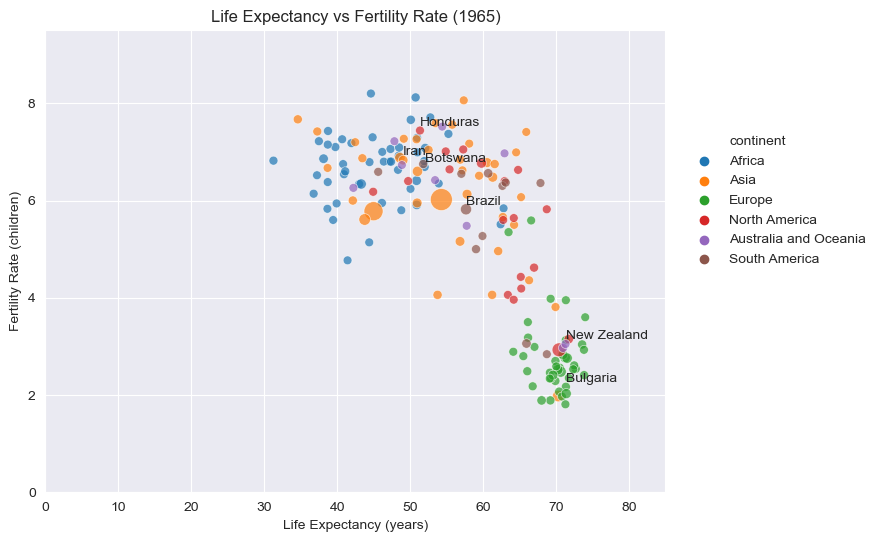 Life Expectancy vs Fertility Rate (1965)
8
6
4
2
0
Fertility Rate (children)
Honduras
Iran
Botswana
Brazil
New Zealand
Bulgaria
0 10 20 30 40 50 60 70 80
Life Expectancy (years)
continent
Africa
Asia
Europe
North America
Australia and Oceania
South America